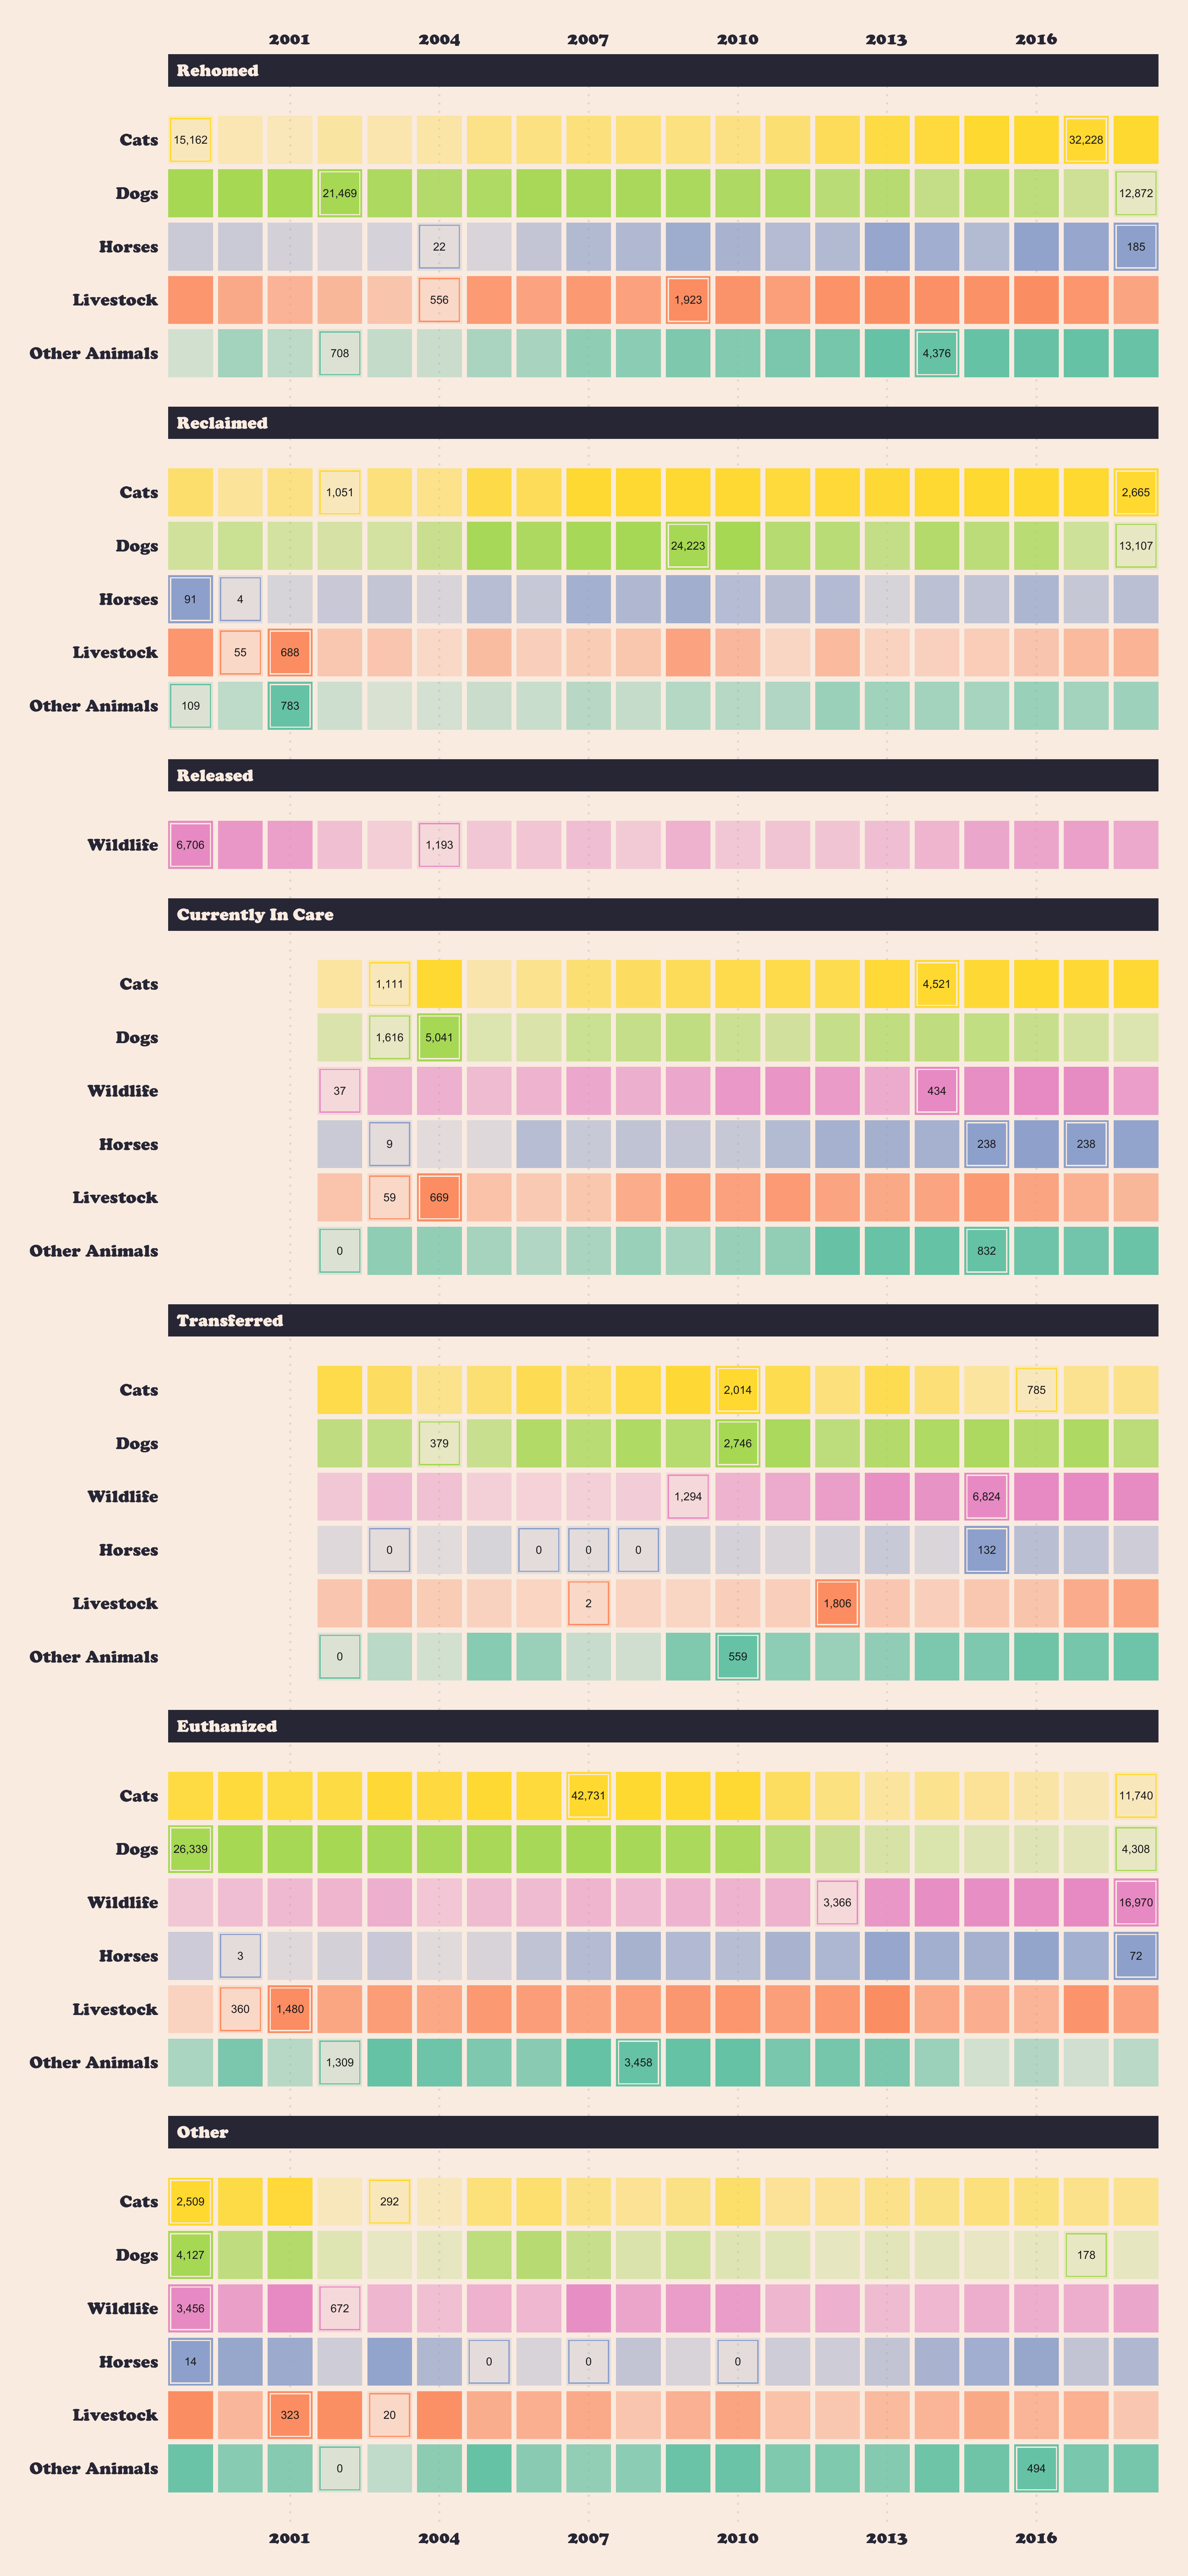 2001 2004 2007 2010 2013 2016
Rehomed
Cats 15,162 32,228
Dogs 21,469 12,872
Horses 22 185
Livestock 556 1,923
Other Animals 708 4,376
Reclaimed
Cats 1,051 2,665
Dogs 24,223 13,107
Horses 91 4
Livestock 55 688
Other Animals 109 783
Released
Wildlife 6,706 1,193
Currently In Care
Cats 1,111 4,521
Dogs 1,616 5,041
Wildlife 37 434
Horses 9 238 238
Livestock 59 669
Other Animals 0 832
Transferred
Cats 2,014 785
Dogs 379 2,746
Wildlife 1,294 6,824
Horses 0 0 0 0 132
Livestock 2 1,806
Other Animals 0 559
Euthanized
Cats 42,731 11,740
Dogs 26,339 4,308
Wildlife 3,366 16,970
Horses 3 72
Livestock 360 1,480
Other Animals 1,309 3,458
Other
Cats 2,509 292
Dogs 4,127 178
Wildlife 3,456 672
Horses 14 0 0 0
Livestock 323 20
Other Animals 0 494
2001 2004 2007 2010 2013 2016